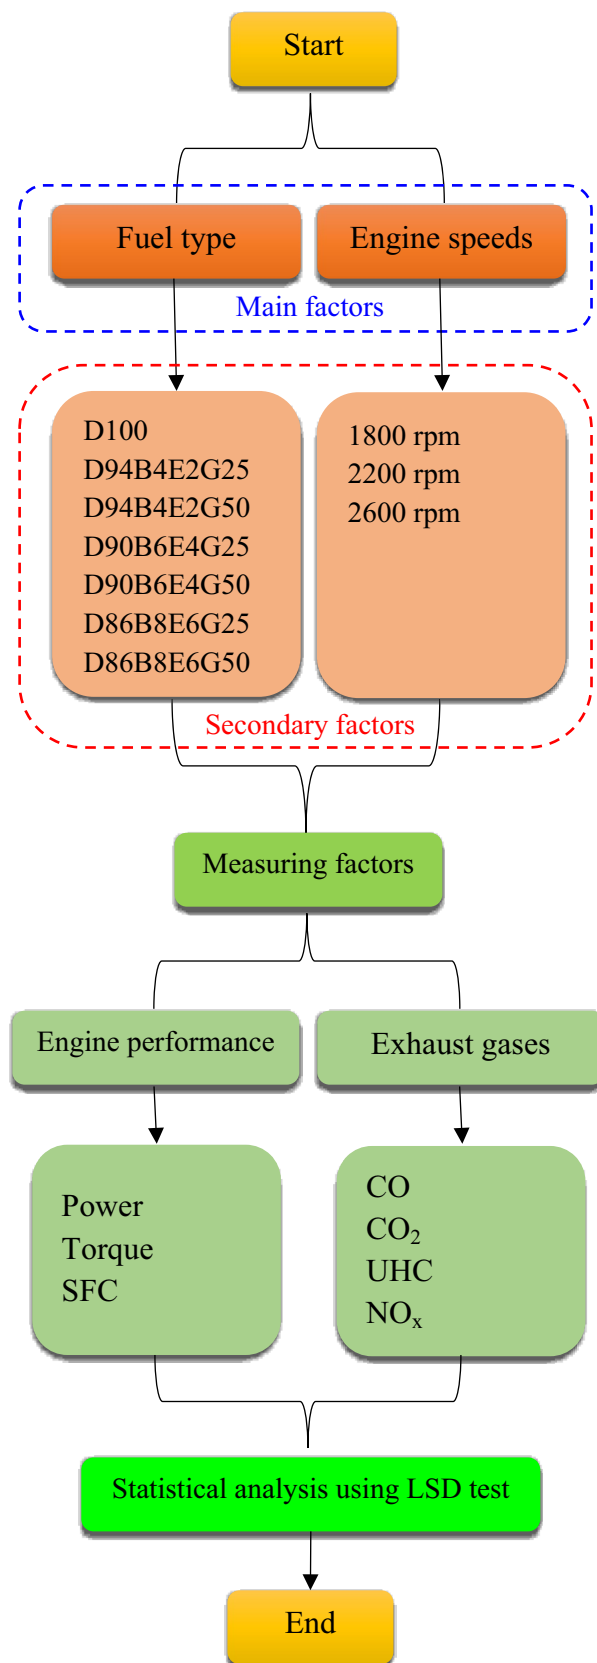 Start
Fuel type
Engine speeds
Main factors
D100
D94B4E2G25
D94B4E2G50
D90B6E4G25
D90B6E4G50
D86B8E6G25
D86B8E6G50
1800 rpm
2200 rpm
2600 rpm
Secondary factors
Measuring factors
Engine performance
Exhaust gases
Power
Torque
SFC
CO
CO₂
UHC
NOₓ
Statistical analysis using LSD test
End